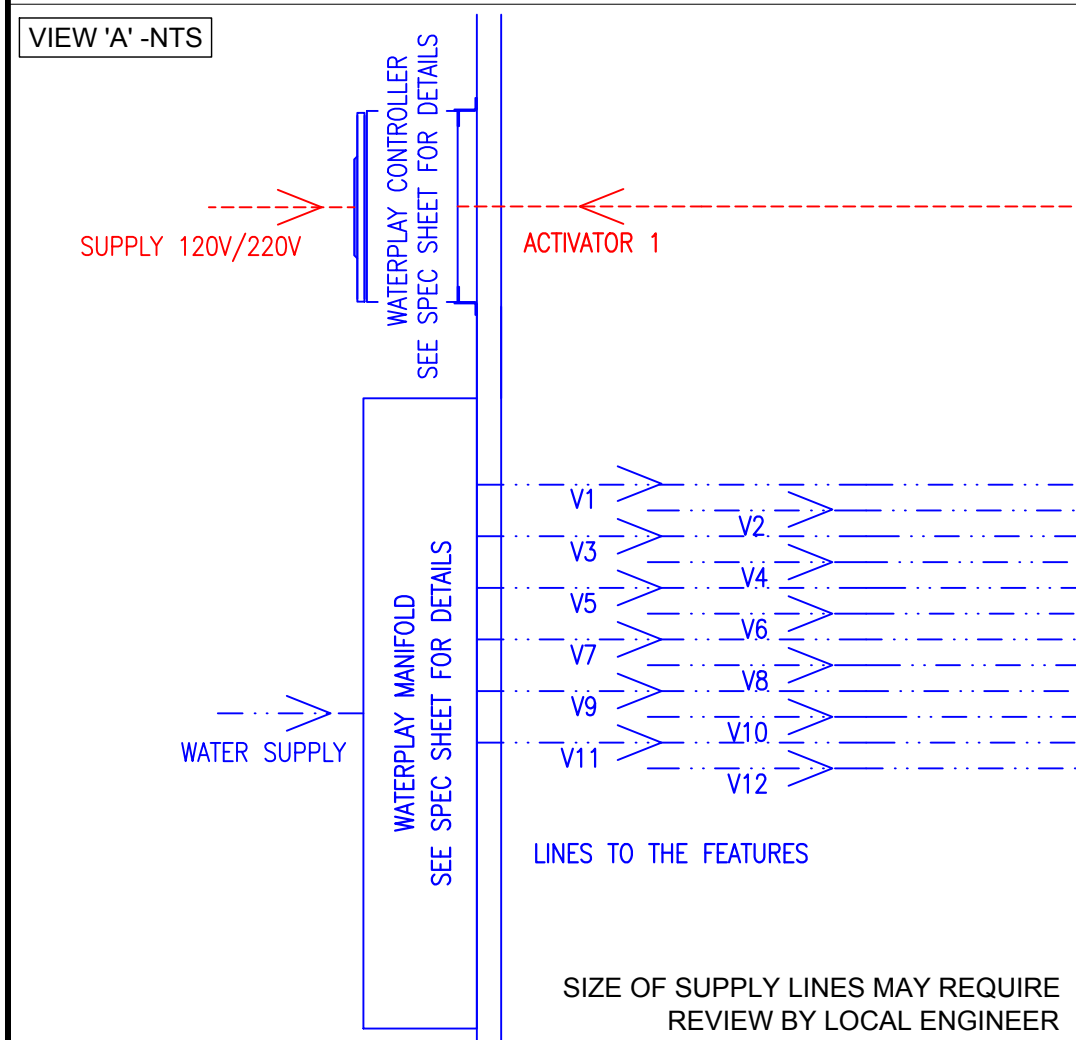 VIEW 'A' -NTS
WATERPLAY CONTROLLER
SEE SPEC SHEET FOR DETAILS
SUPPLY 120V/220V
ACTIVATOR 1
V1
V2
V3
V4
V5
V6
V7
V8
V9
V10
V11
V12
WATERPLAY MANIFOLD
SEE SPEC SHEET FOR DETAILS
WATER SUPPLY
LINES TO THE FEATURES
SIZE OF SUPPLY LINES MAY REQUIRE
REVIEW BY LOCAL ENGINEER